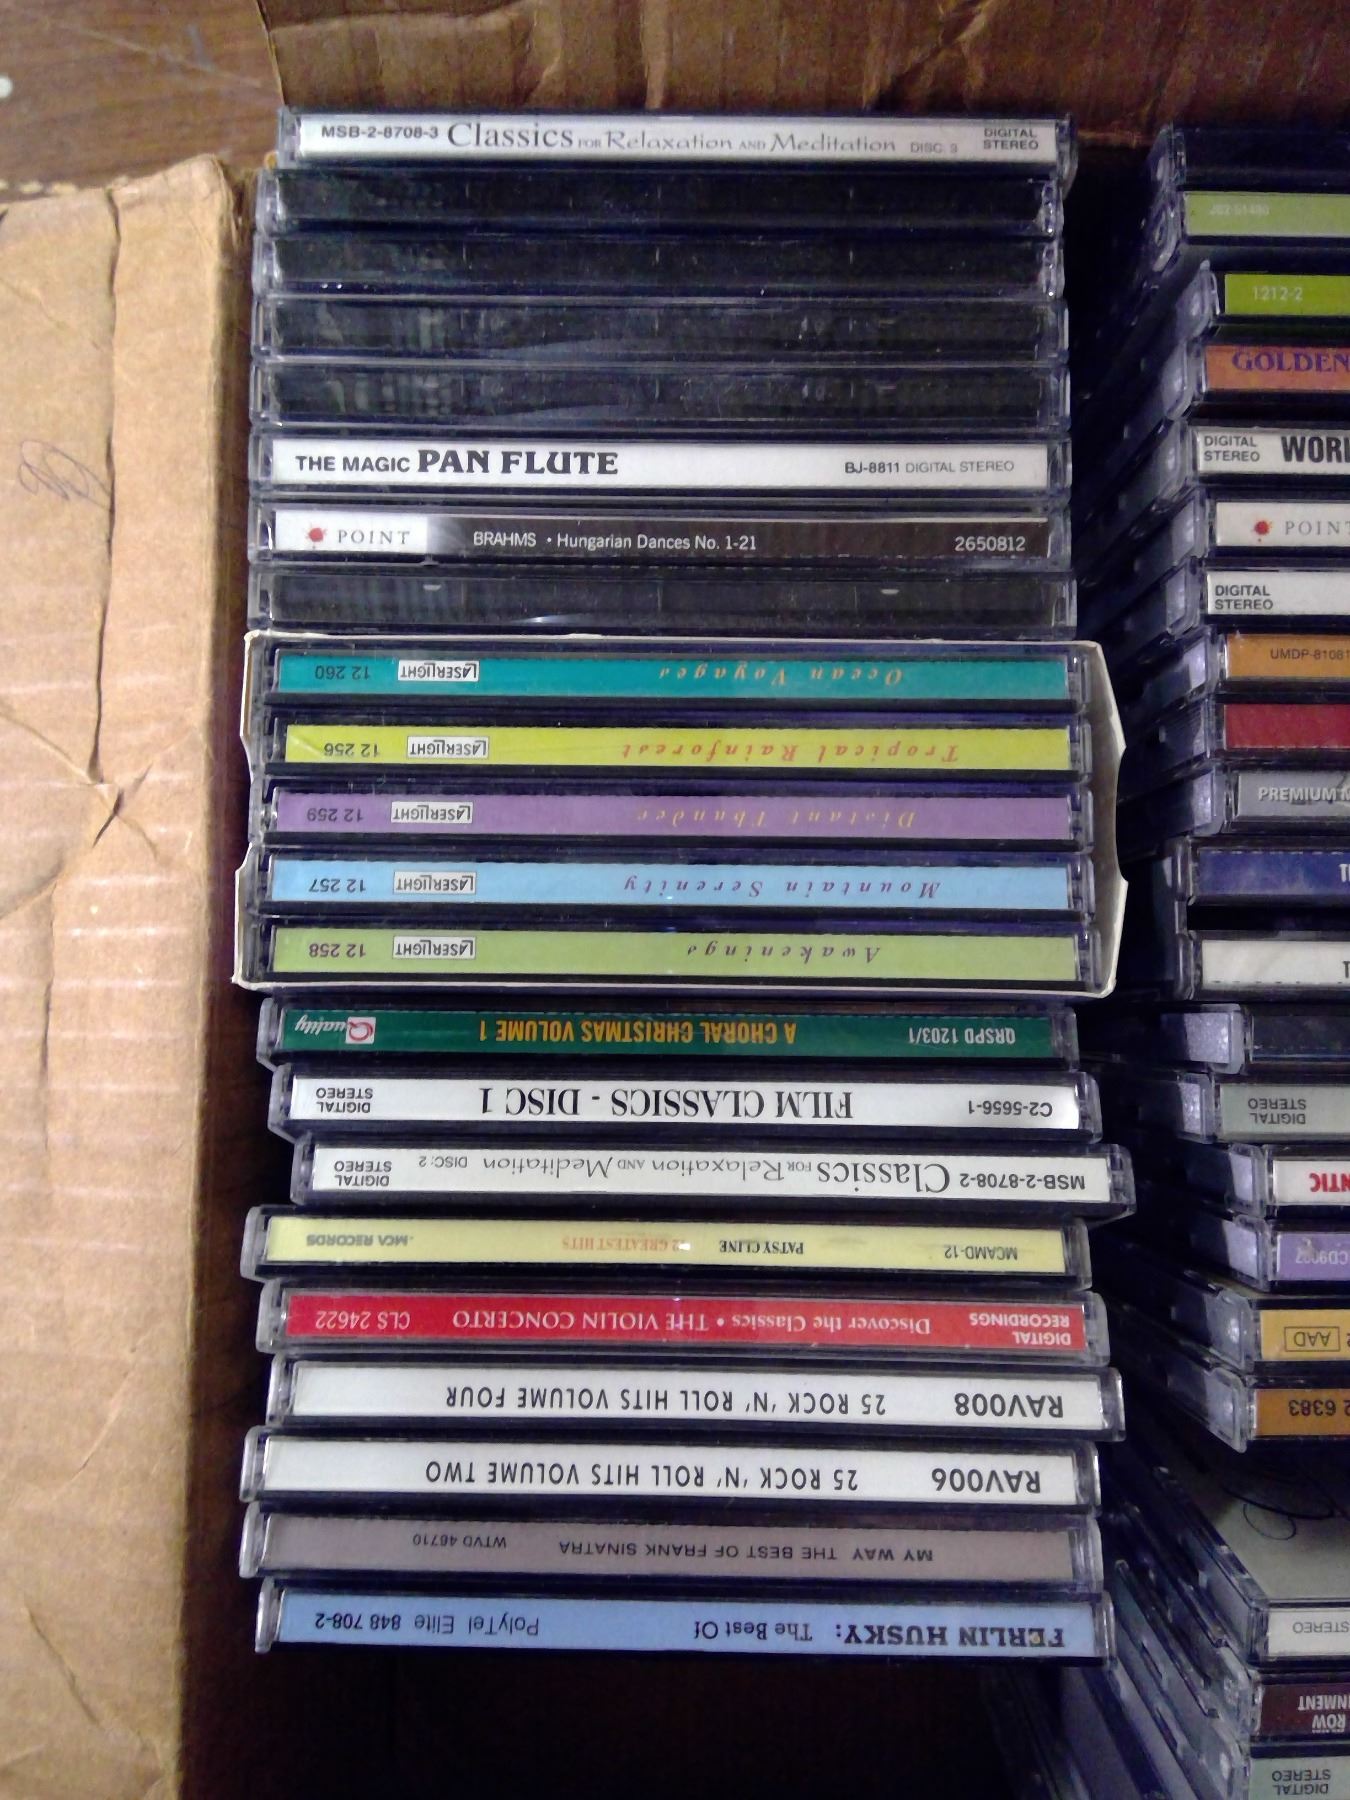 MSB-2-8708-3 Classics FOR Relaxation AND Meditation DISC: 3 DIGITAL STEREO
THE MAGIC PAN FLUTE BJ-8811 DIGITAL STEREO
POINT BRAHMS • Hungarian Dances No. 1-21 2650812
Ocean Voyages LASERLIGHT 12 260
Tropical Rainforest LASERLIGHT 12 256
Distant Thunder LASERLIGHT 12 259
Mountain Serenity LASERLIGHT 12 257
Awakenings LASERLIGHT 12 258
QRSPD 1203/1 A CHORAL CHRISTMAS VOLUME 1 Quality
C2-5656-1 FILM CLASSICS - DISC 1 DIGITAL STEREO
MSB-2-8708-2 Classics FOR Relaxation AND Meditation DISC: 2 DIGITAL STEREO
MCAMD-12 PATSY CLINE GREATEST HITS MCA RECORDS
DIGITAL RECORDINGS Discover the Classics • THE VIOLIN CONCERTO CLS 24622
RAV008 25 ROCK 'N' ROLL HITS VOLUME FOUR
RAV006 25 ROCK 'N' ROLL HITS VOLUME TWO
MY WAY THE BEST OF FRANK SINATRA WTVD 46710
FERLIN HUSKY: The Best Of PolyTel Elite 848 708-2
1212-2
GOLDEN
DIGITAL STEREO WORL
POINT
DIGITAL STEREO
UMDP-8108
PREMIUM
DIGITAL STEREO
NTIC
AAD
6383
STEREO
ROW
NMENT
DIGITAL STEREO